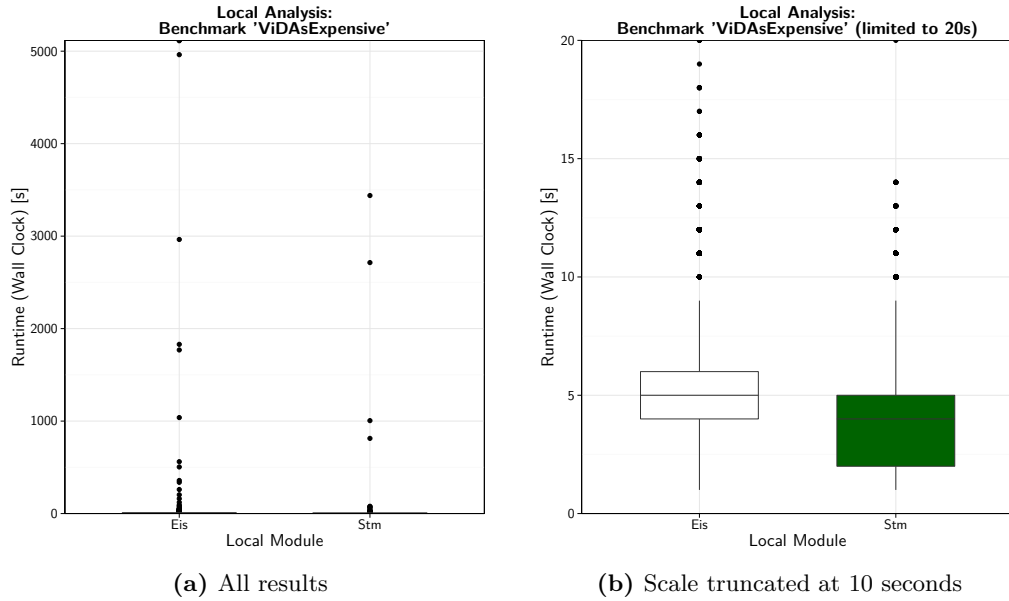 Local Analysis:
Benchmark 'ViDAsExpensive'
5000
4000
3000
2000
1000
0
Runtime (Wall Clock) [s]
Eis
Stm
Local Module
(a) All results
Local Analysis:
Benchmark 'ViDAsExpensive' (limited to 20s)
20
15
10
5
0
Runtime (Wall Clock) [s]
Eis
Stm
Local Module
(b) Scale truncated at 10 seconds